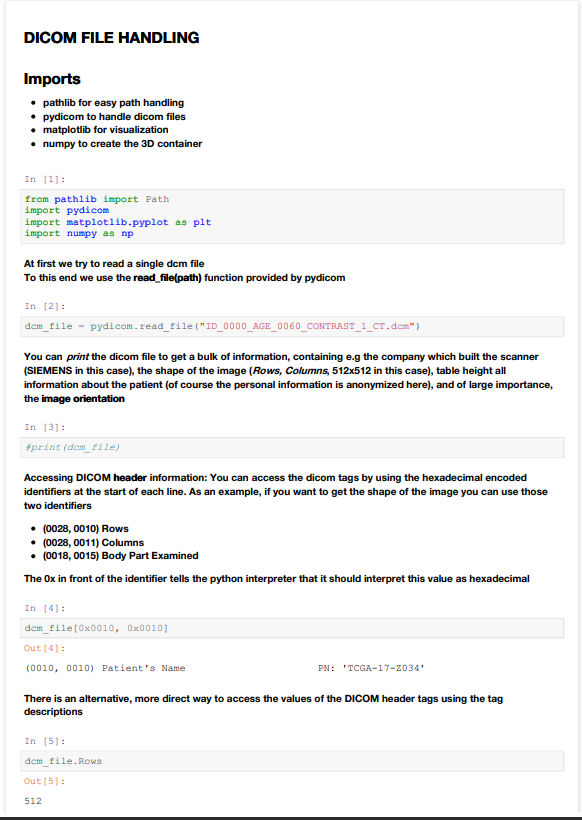 DICOM FILE HANDLING
Imports
• pathlib for easy path handling
• pydicom to handle dicom files
• matplotlib for visualization
• numpy to create the 3D container
In [1]:
from pathlib import Path
import pydicom
import matplotlib.pyplot as plt
import numpy as np
At first we try to read a single dcm file
To this end we use the read_file(path) function provided by pydicom
In [2]:
dcm_file = pydicom.read_file("ID_0000_AGE_0060_CONTRAST_1_CT.dcm")
You can print the dicom file to get a bulk of information, containing e.g the company which built the scanner
(SIEMENS in this case), the shape of the image (Rows, Columns, 512x512 in this case), table height all
information about the patient (of course the personal information is anonymized here), and of large importance,
the image orientation
In [3]:
#print(dcm_file)
Accessing DICOM header information: You can access the dicom tags by using the hexadecimal encoded
identifiers at the start of each line. As an example, if you want to get the shape of the image you can use those
two identifiers
• (0028, 0010) Rows
• (0028, 0011) Columns
• (0018, 0015) Body Part Examined
The 0x in front of the identifier tells the python interpreter that it should interpret this value as hexadecimal
In [4]:
dcm_file[0x0010, 0x0010]
Out[4]:
(0010, 0010) Patient's Name PN: 'TCGA-17-Z034'
There is an alternative, more direct way to access the values of the DICOM header tags using the tag
descriptions
In [5]:
dcm_file.Rows
Out[5]:
512